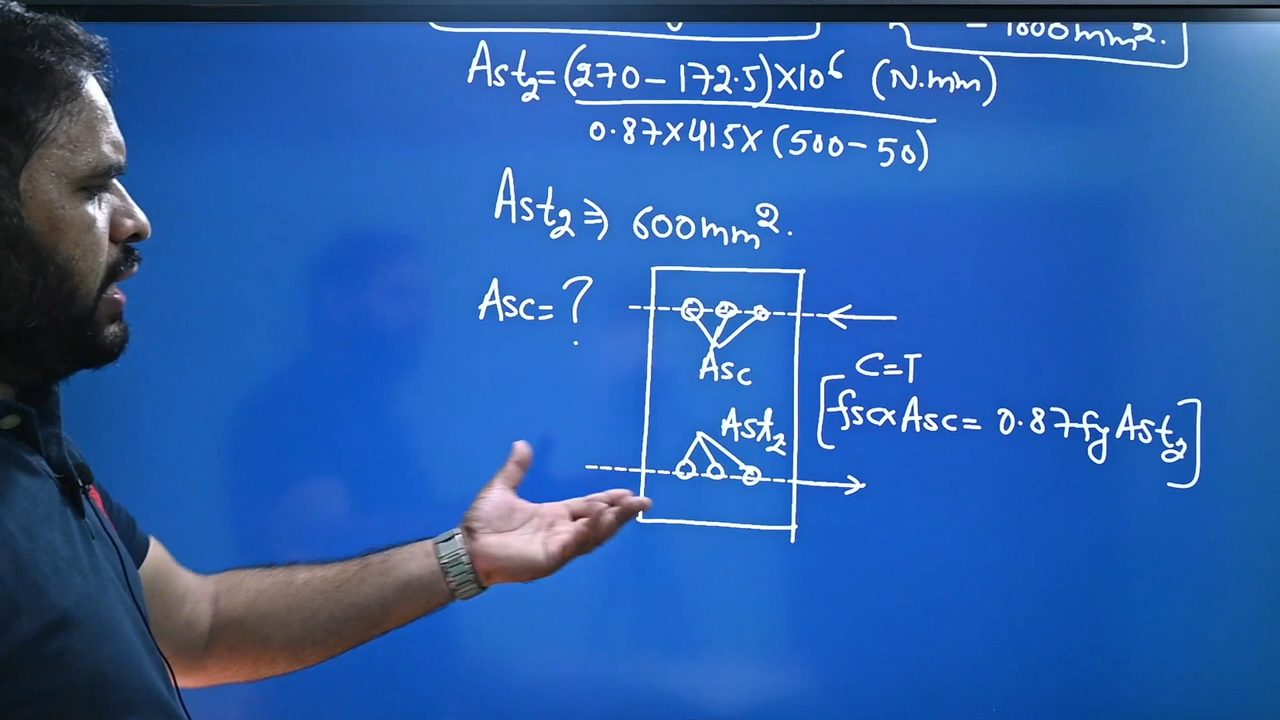 = 1000mm².
Ast₂ = (270 - 172.5)×10⁶ (N.mm)
0.87×415×(500-50)
Ast₂ ⇒ 600mm².
Asc = ?
Asc
C=T
[fsc×Asc = 0.87fy Ast₂]
Ast₂